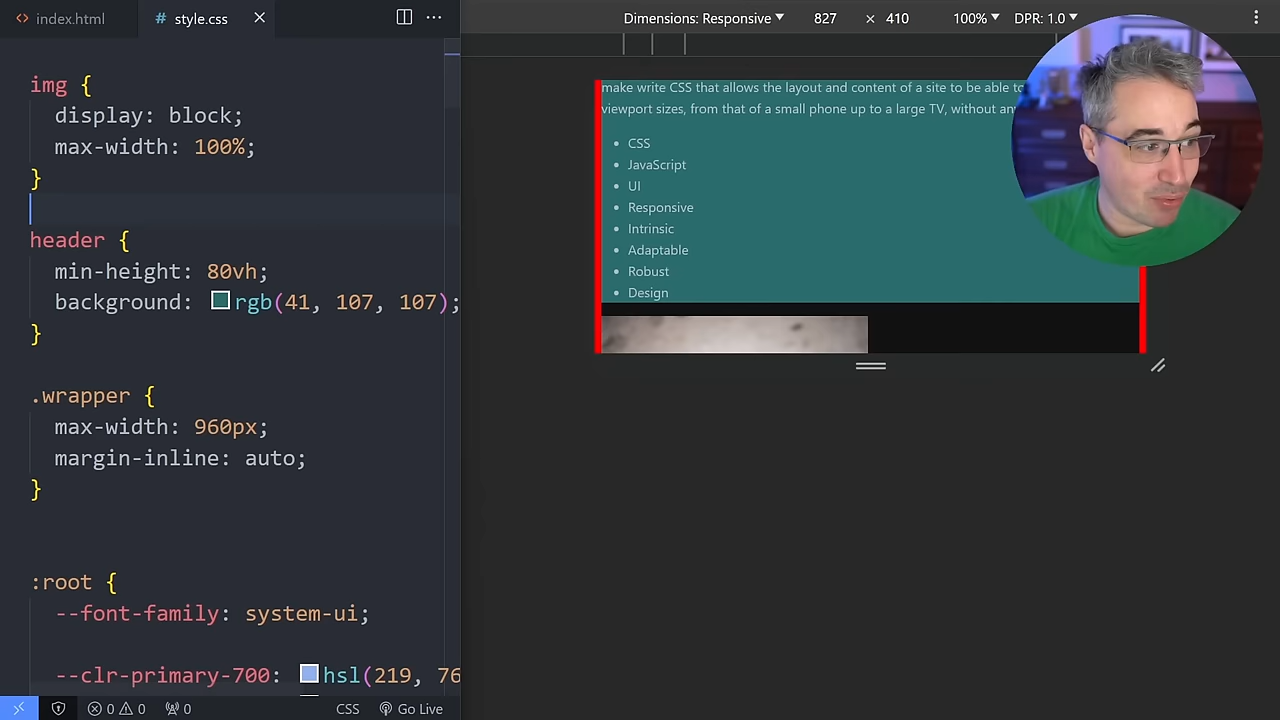 index.html
style.css
img {
display: block;
max-width: 100%;
}
header {
min-height: 80vh;
background: rgb(41, 107, 107);
}
.wrapper {
max-width: 960px;
margin-inline: auto;
}
:root {
--font-family: system-ui;
--clr-primary-700: hsl(219, 76
0 0 0 CSS Go Live
Dimensions: Responsive 827 × 410 100% DPR: 1.0
make write CSS that allows the layout and content of a site to be able to
viewport sizes, from that of a small phone up to a large TV, without
• CSS
• JavaScript
• UI
• Responsive
• Intrinsic
• Adaptable
• Robust
• Design